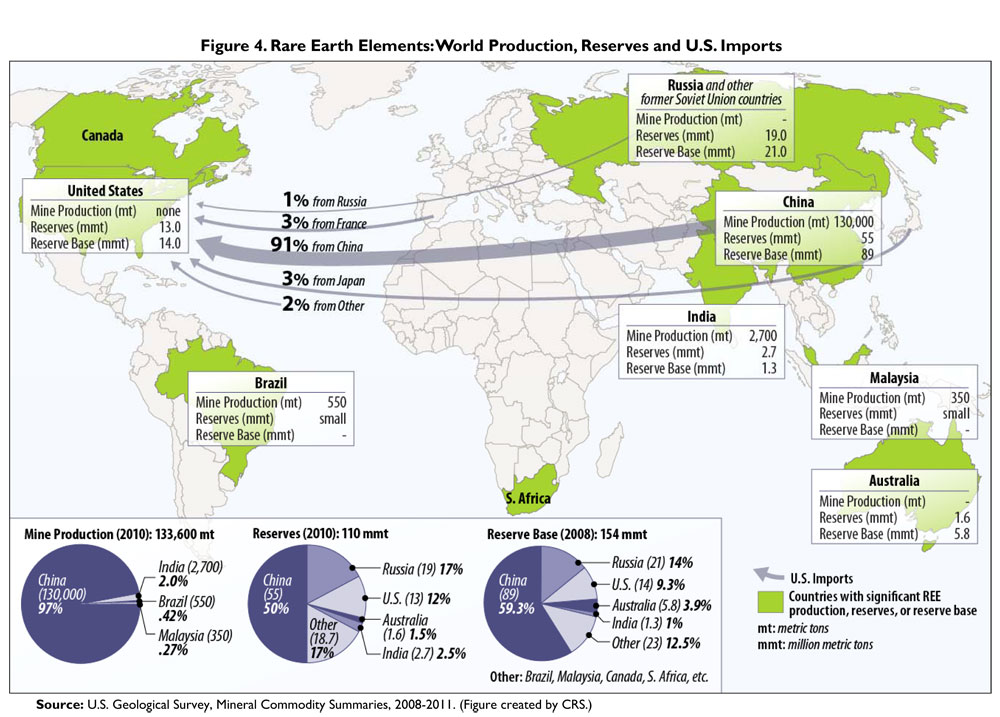 Figure 4. Rare Earth Elements:World Production, Reserves and U.S. Imports
Canada
Russia and other
former Soviet Union countries
Mine Production (mt) -
Reserves (mmt) 19.0
Reserve Base (mmt) 21.0
United States
Mine Production (mt) none
Reserves (mmt) 13.0
Reserve Base (mmt) 14.0
1% from Russia
3% from France
91% from China
3% from Japan
2% from Other
China
Mine Production (mt) 130,000
Reserves (mmt) 55
Reserve Base (mmt) 89
India
Mine Production (mt) 2,700
Reserves (mmt) 2.7
Reserve Base (mmt) 1.3
Brazil
Mine Production (mt) 550
Reserves (mmt) small
Reserve Base (mmt) -
Malaysia
Mine Production (mt) 350
Reserves (mmt) small
Reserve Base (mmt) -
S. Africa
Australia
Mine Production (mt) -
Reserves (mmt) 1.6
Reserve Base (mmt) 5.8
Mine Production (2010): 133,600 mt
China
(130,000)
97%
India (2,700)
2.0%
Brazil (550)
.42%
Malaysia (350)
.27%
Reserves (2010): 110 mmt
China
(55)
50%
Russia (19) 17%
U.S. (13) 12%
Australia
(1.6) 1.5%
India (2.7) 2.5%
Other
(18.7)
17%
Reserve Base (2008): 154 mmt
China
(89)
59.3%
Russia (21) 14%
U.S. (14) 9.3%
Australia (5.8) 3.9%
India (1.3) 1%
Other (23) 12.5%
Other: Brazil, Malaysia, Canada, S. Africa, etc.
U.S. Imports
Countries with significant REE
production, reserves, or reserve base
mt: metric tons
mmt: million metric tons
Source: U.S. Geological Survey, Mineral Commodity Summaries, 2008-2011. (Figure created by CRS.)